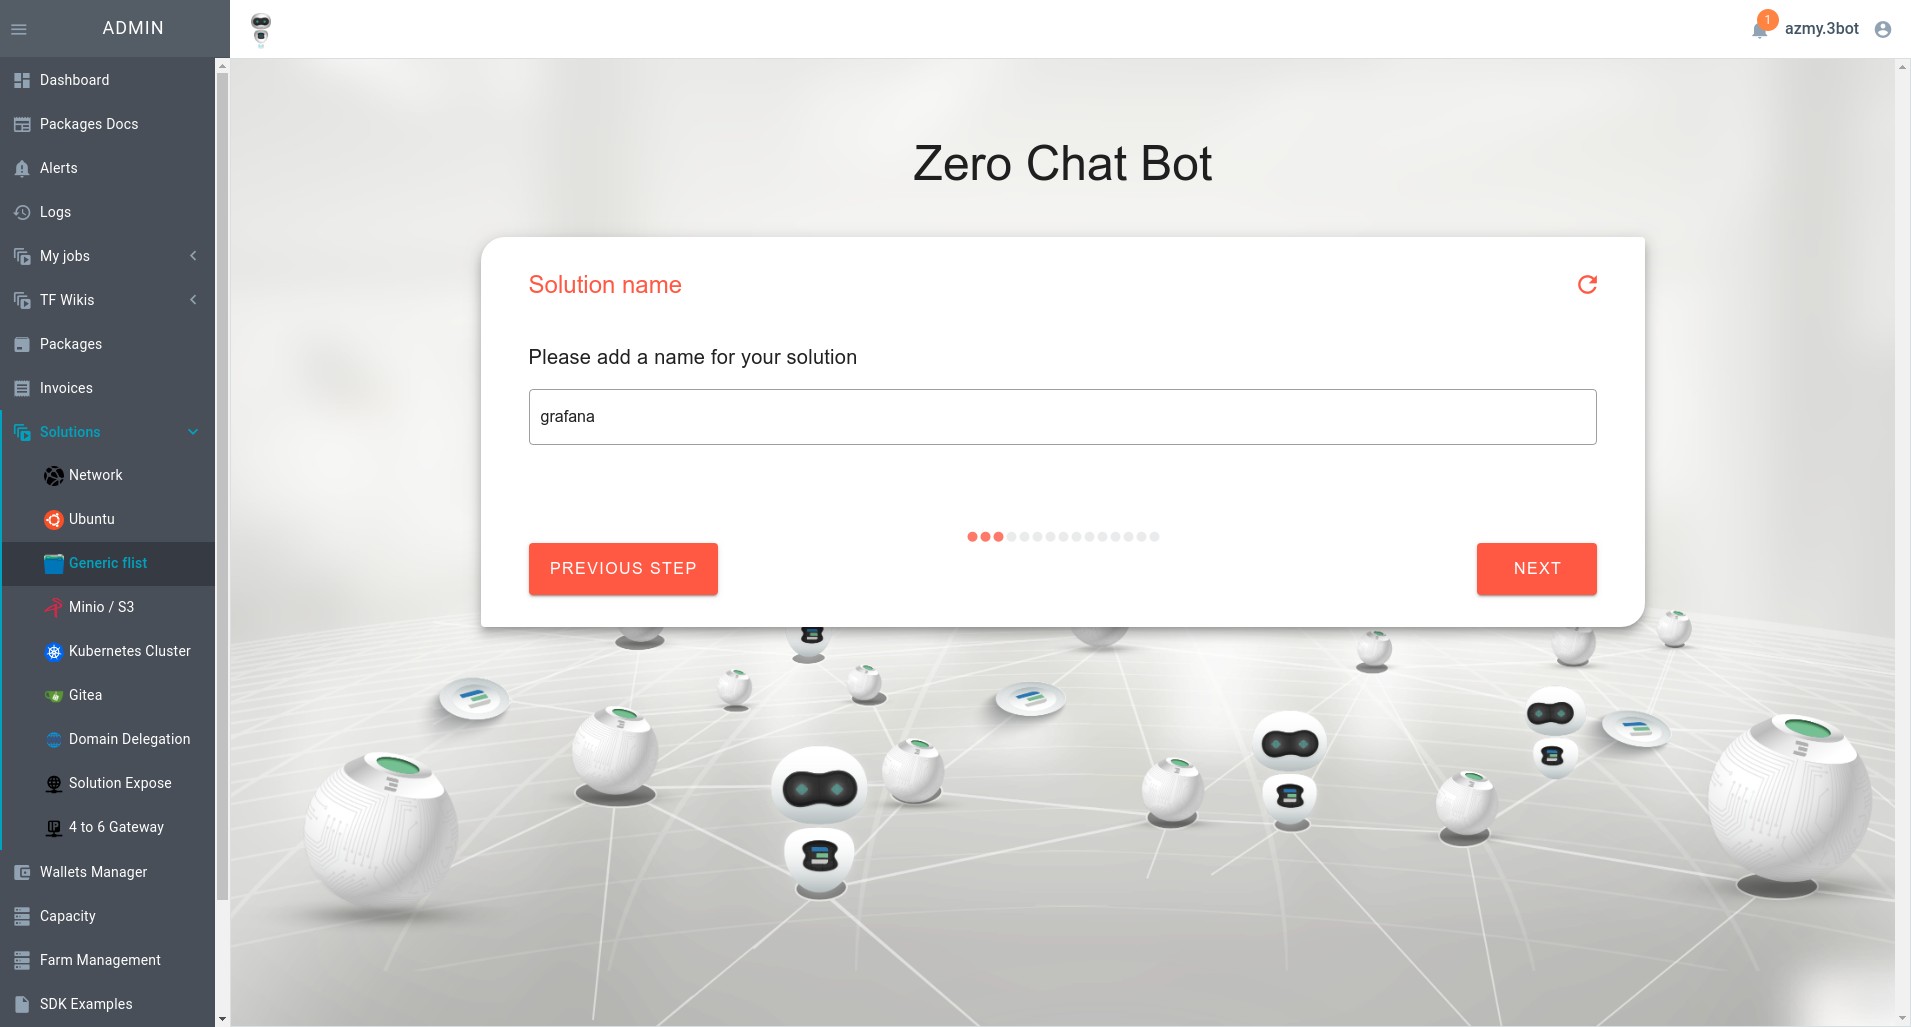 ADMIN
1
azmy.3bot
Dashboard
Packages Docs
Alerts
Logs
My jobs
TF Wikis
Packages
Invoices
Solutions
Network
Ubuntu
Generic flist
Minio / S3
Kubernetes Cluster
Gitea
Domain Delegation
Solution Expose
4 to 6 Gateway
Wallets Manager
Capacity
Farm Management
SDK Examples
Zero Chat Bot
Solution name
Please add a name for your solution
grafana
PREVIOUS STEP
NEXT